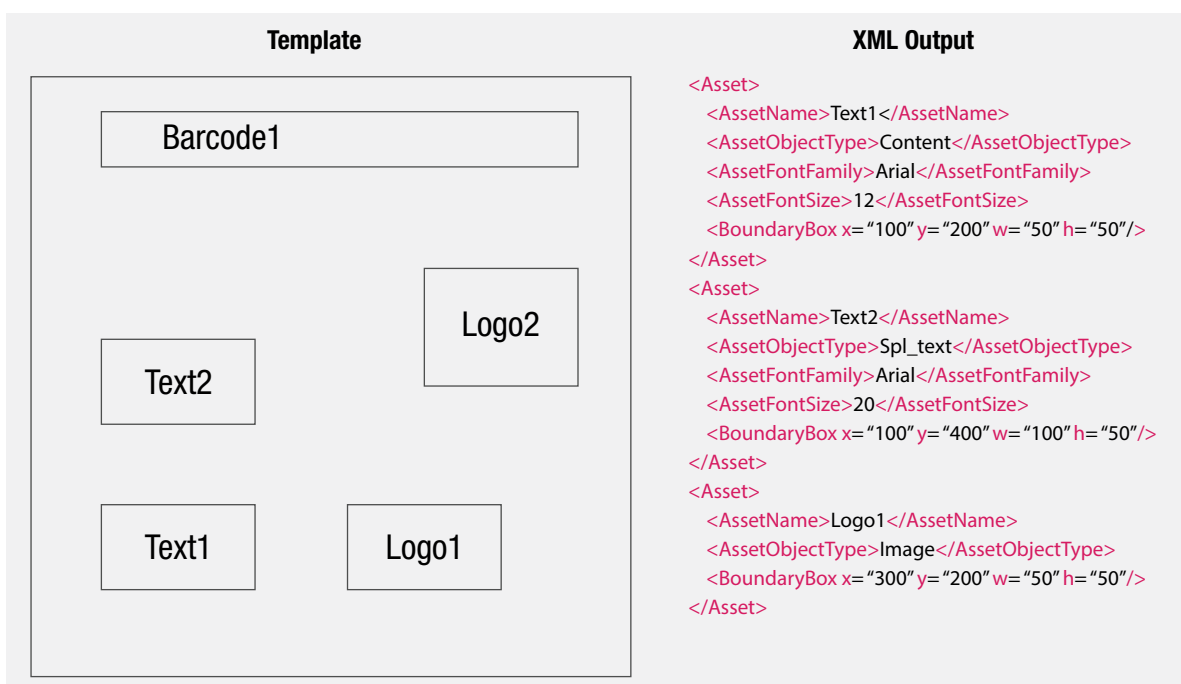 Template
Barcode1
Logo2
Text2
Text1
Logo1
XML Output
<Asset>
<AssetName>Text1</AssetName>
<AssetObjectType>Content</AssetObjectType>
<AssetFontFamily>Arial</AssetFontFamily>
<AssetFontSize>12</AssetFontSize>
<BoundaryBox x=“100” y=“200” w=“50” h=“50”/>
</Asset>
<Asset>
<AssetName>Text2</AssetName>
<AssetObjectType>Spl_text</AssetObjectType>
<AssetFontFamily>Arial</AssetFontFamily>
<AssetFontSize>20</AssetFontSize>
<BoundaryBox x=“100” y=“400” w=“100” h=“50”/>
</Asset>
<Asset>
<AssetName>Logo1</AssetName>
<AssetObjectType>Image</AssetObjectType>
<BoundaryBox x=“300” y=“200” w=“50” h=“50”/>
</Asset>